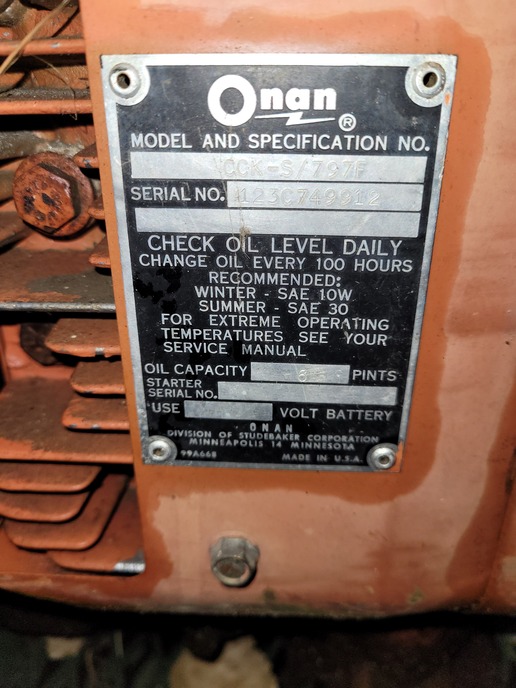 Onan ®
MODEL AND SPECIFICATION NO.
CCK-S/797F
SERIAL NO.
CHECK OIL LEVEL DAILY
CHANGE OIL EVERY 100 HOURS
RECOMMENDED:
WINTER - SAE 10W
SUMMER - SAE 30
FOR EXTREME OPERATING
TEMPERATURES SEE YOUR
SERVICE MANUAL
OIL CAPACITY PINTS
STARTER
SERIAL NO.
USE VOLT BATTERY
ONAN
DIVISION OF STUDEBAKER CORPORATION
MINNEAPOLIS 14 MINNESOTA
99A668 MADE IN U.S.A.